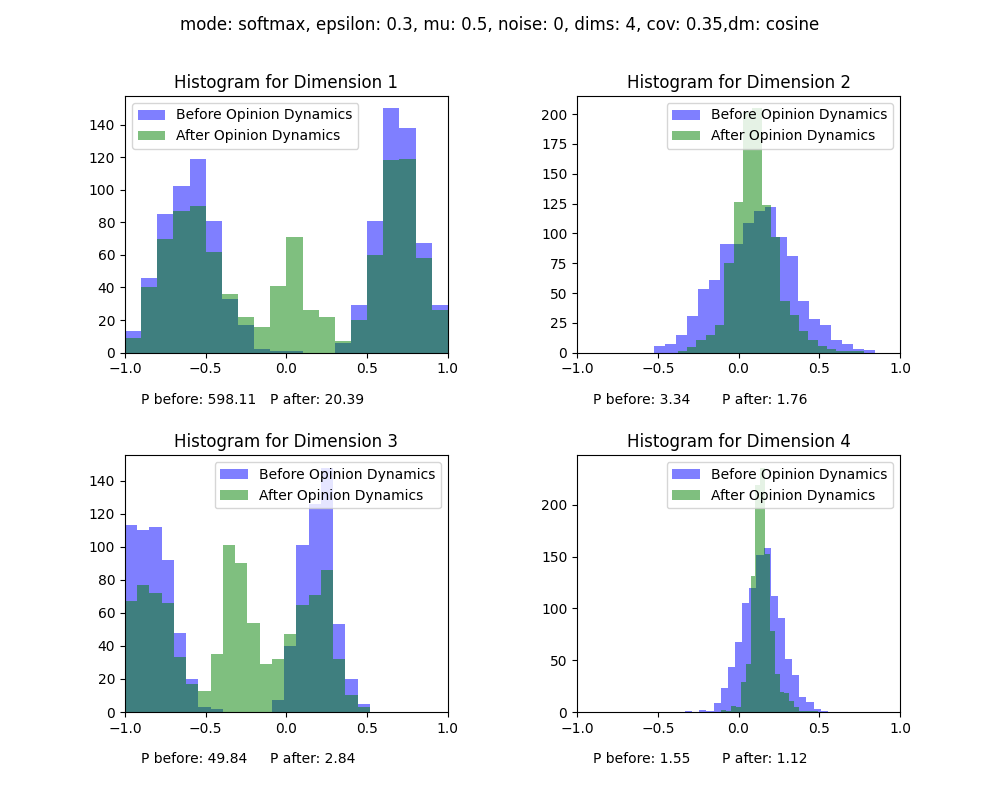 mode: softmax, epsilon: 0.3, mu: 0.5, noise: 0, dims: 4, cov: 0.35,dm: cosine
Histogram for Dimension 1
Before Opinion Dynamics
After Opinion Dynamics
140
120
100
80
60
40
20
0
−1.0 −0.5 0.0 0.5 1.0
P before: 598.11 P after: 20.39
Histogram for Dimension 2
Before Opinion Dynamics
After Opinion Dynamics
200
175
150
125
100
75
50
25
0
−1.0 −0.5 0.0 0.5 1.0
P before: 3.34 P after: 1.76
Histogram for Dimension 3
Before Opinion Dynamics
After Opinion Dynamics
140
120
100
80
60
40
20
0
−1.0 −0.5 0.0 0.5 1.0
P before: 49.84 P after: 2.84
Histogram for Dimension 4
Before Opinion Dynamics
After Opinion Dynamics
200
150
100
50
0
−1.0 −0.5 0.0 0.5 1.0
P before: 1.55 P after: 1.12